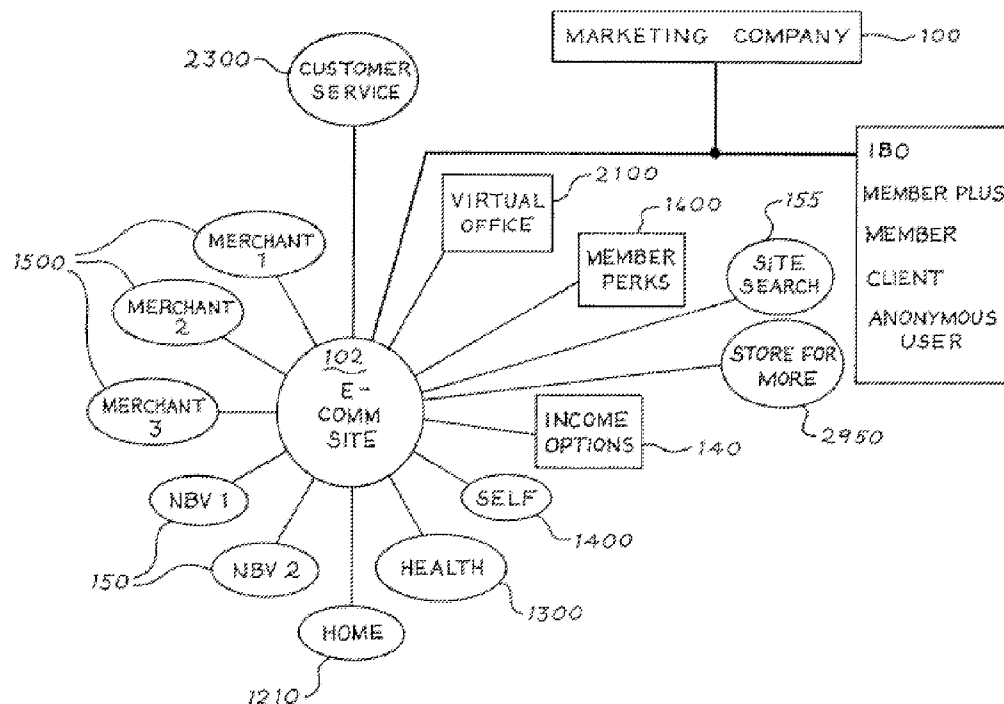 MARKETING COMPANY
100
2300
CUSTOMER
SERVICE
IBO
MEMBER PLUS
MEMBER
CLIENT
ANONYMOUS
USER
VIRTUAL
OFFICE
2100
1600
MEMBER
PERKS
155
SITE
SEARCH
1500
MERCHANT
1
MERCHANT
2
MERCHANT
3
102
E-
COMM
SITE
STORE FOR
MORE
2950
INCOME
OPTIONS
140
NBV 1
NBV 2
150
SELF
1400
HEALTH
1300
HOME
1210